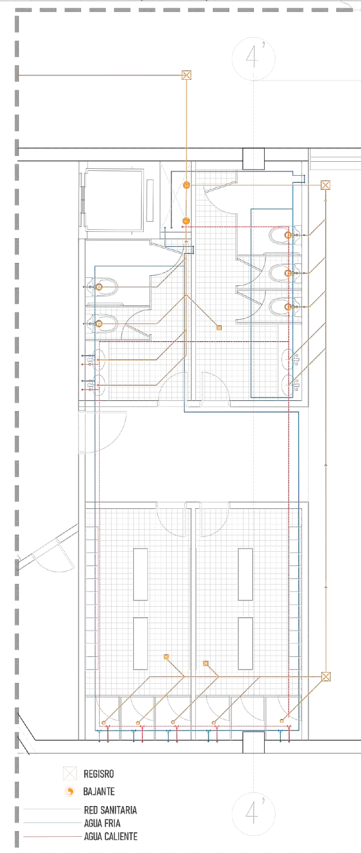 4'
REGISRO
BAJANTE
RED SANITARIA
AGUA FRIA
AGUA CALIENTE
4'